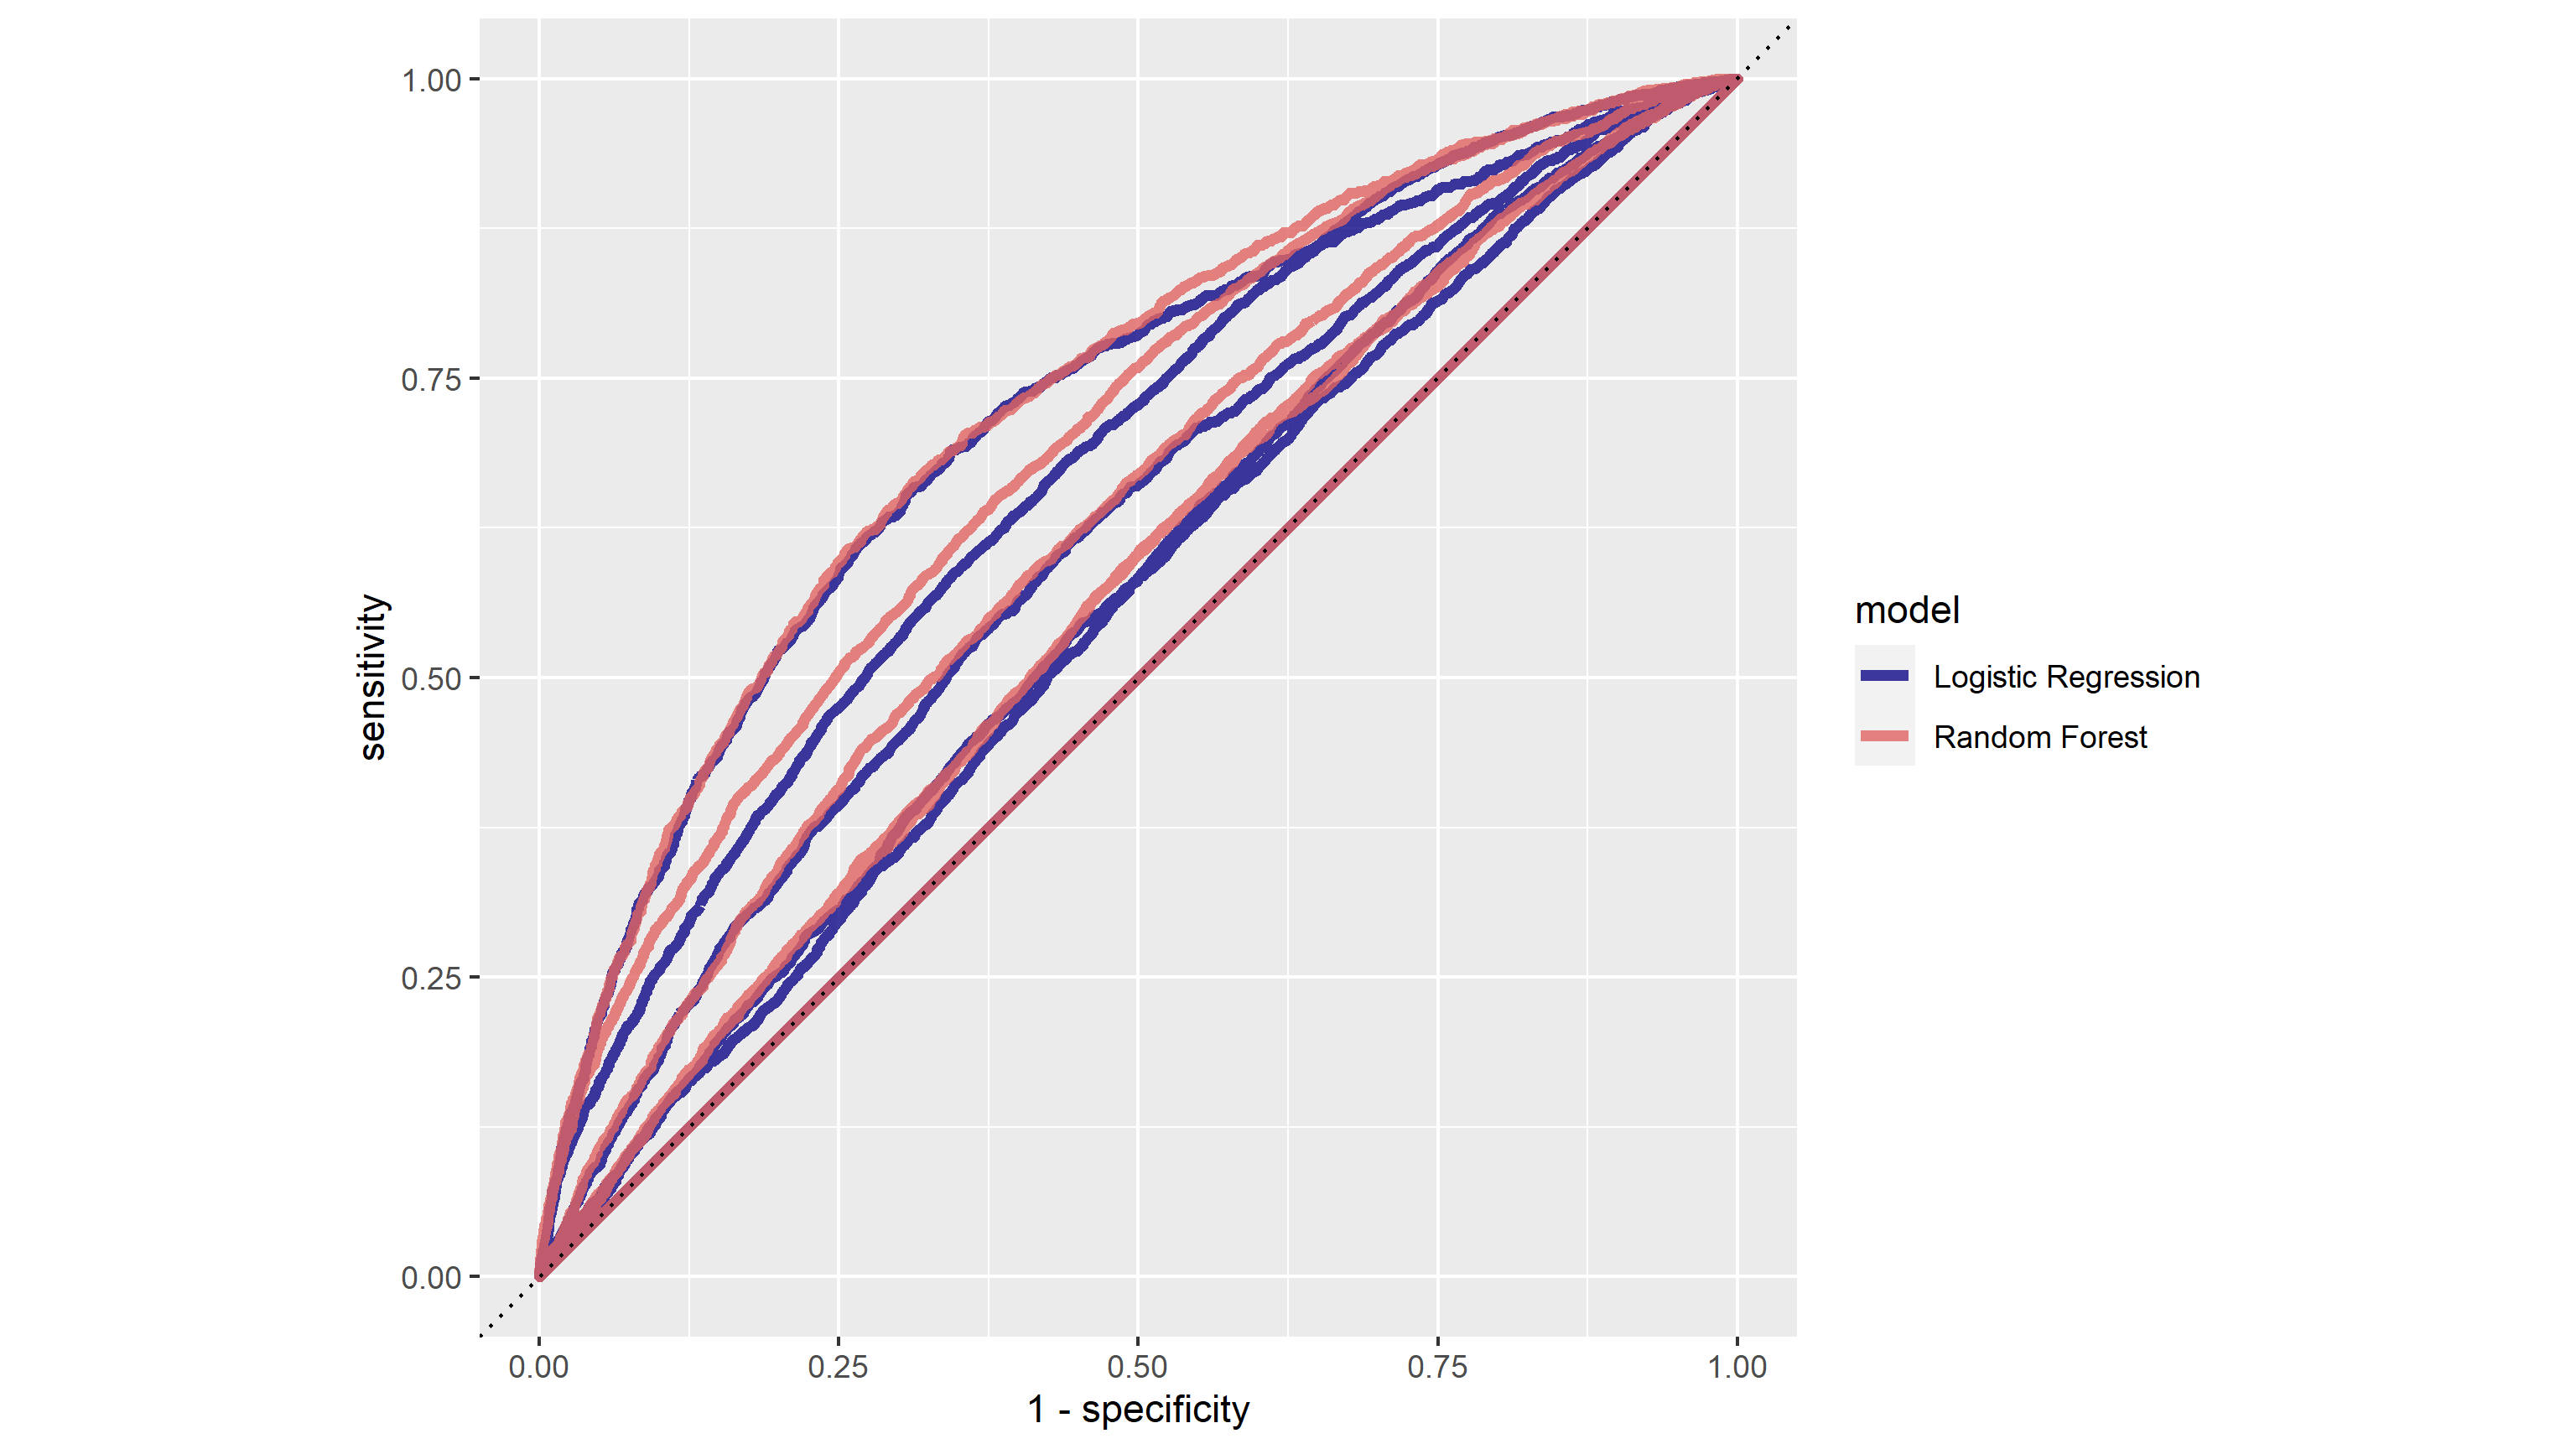 1.00
0.75
0.50
0.25
0.00
sensitivity
0.00 0.25 0.50 0.75 1.00
1 - specificity
model
Logistic Regression
Random Forest